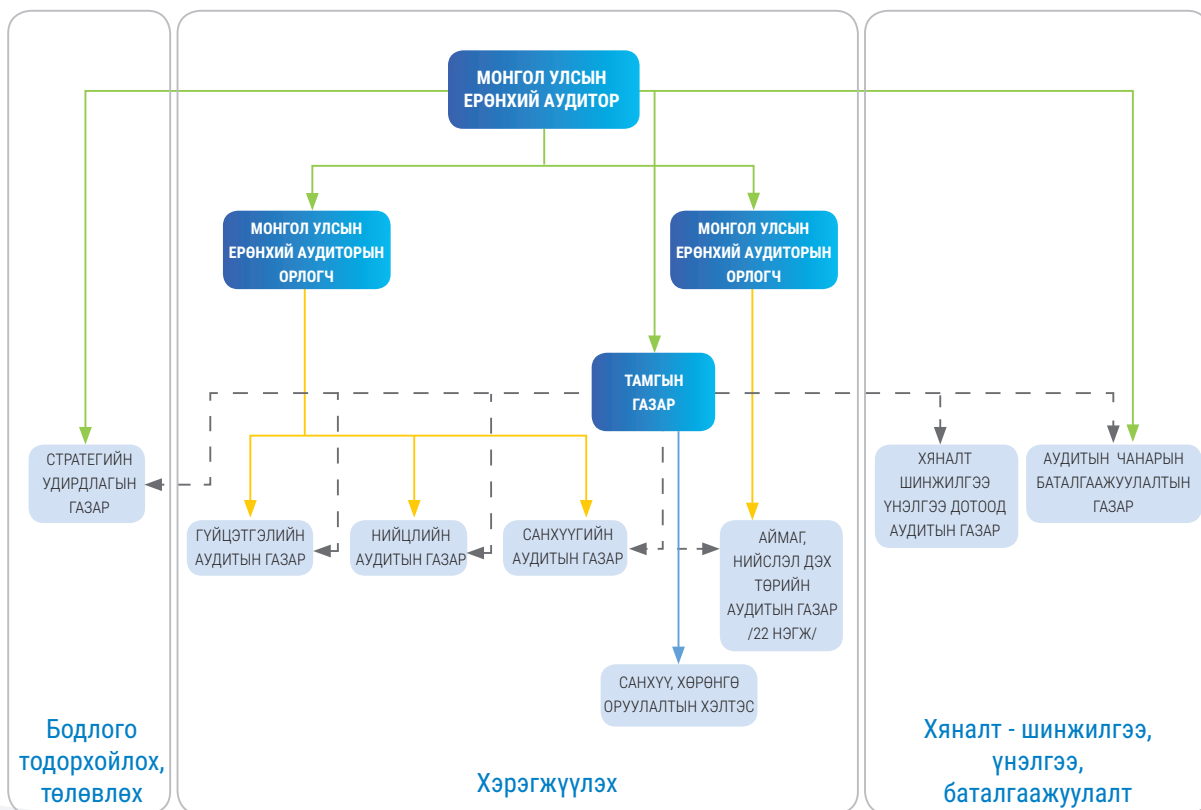 МОНГОЛ УЛСЫН
ЕРӨНХИЙ АУДИТОР
МОНГОЛ УЛСЫН
ЕРӨНХИЙ АУДИТОРЫН
ОРЛОГЧ
МОНГОЛ УЛСЫН
ЕРӨНХИЙ АУДИТОРЫН
ОРЛОГЧ
ТАМГЫН
ГАЗАР
СТРАТЕГИЙН
УДИРДЛАГЫН
ГАЗАР
ХЯНАЛТ
ШИНЖИЛГЭЭ
ҮНЭЛГЭЭ ДОТООД
АУДИТЫН ГАЗАР
АУДИТЫН ЧАНАРЫН
БАТАЛГААЖУУЛАЛТЫН
ГАЗАР
ГҮЙЦЭТГЭЛИЙН
АУДИТЫН ГАЗАР
НИЙЦЛИЙН
АУДИТЫН ГАЗАР
САНХҮҮГИЙН
АУДИТЫН ГАЗАР
АЙМАГ,
НИЙСЛЭЛ ДЭХ
ТӨРИЙН
АУДИТЫН ГАЗАР
/22 НЭГЖ/
САНХҮҮ, ХӨРӨНГӨ
ОРУУЛАЛТЫН ХЭЛТЭС
Бодлого
тодорхойлох,
төлөвлөх
Хэрэгжүүлэх
Хяналт - шинжилгээ,
үнэлгээ,
баталгаажуулалт